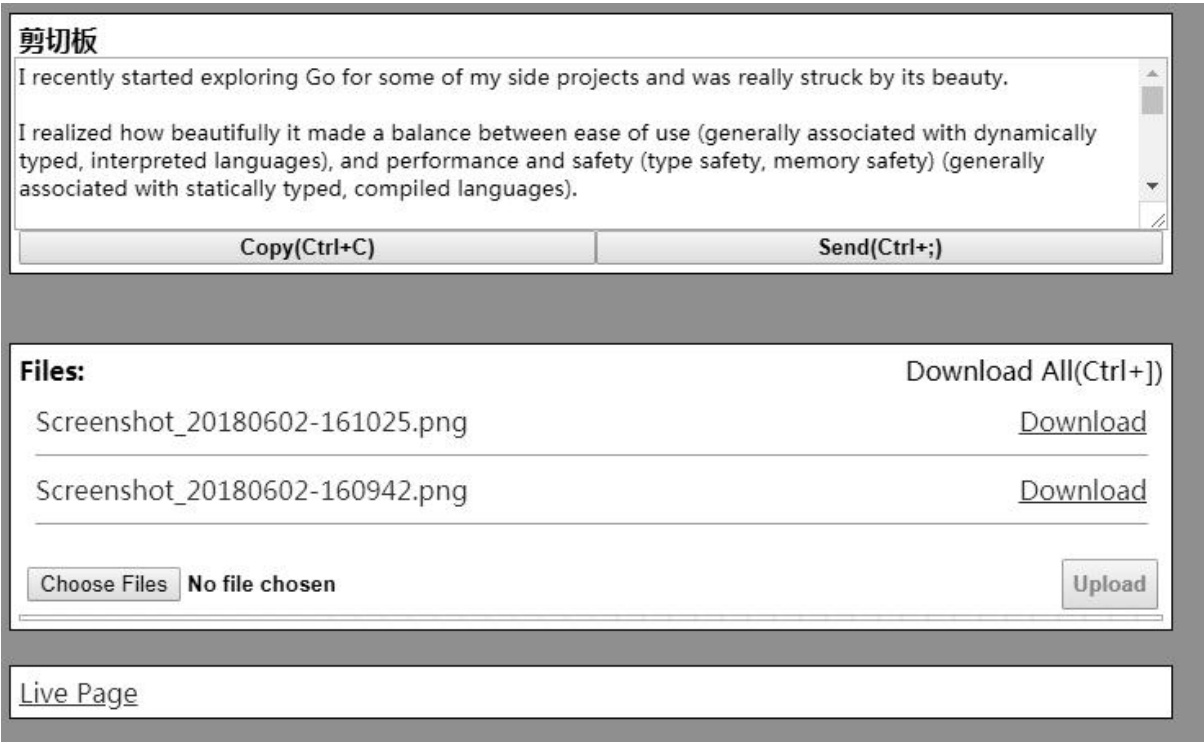 剪切板
I recently started exploring Go for some of my side projects and was really struck by its beauty.
I realized how beautifully it made a balance between ease of use (generally associated with dynamically
typed, interpreted languages), and performance and safety (type safety, memory safety) (generally
associated with statically typed, compiled languages).
Copy(Ctrl+C) Send(Ctrl+;)
Files: Download All(Ctrl+])
Screenshot_20180602-161025.png Download
Screenshot_20180602-160942.png Download
Choose Files No file chosen Upload
Live Page